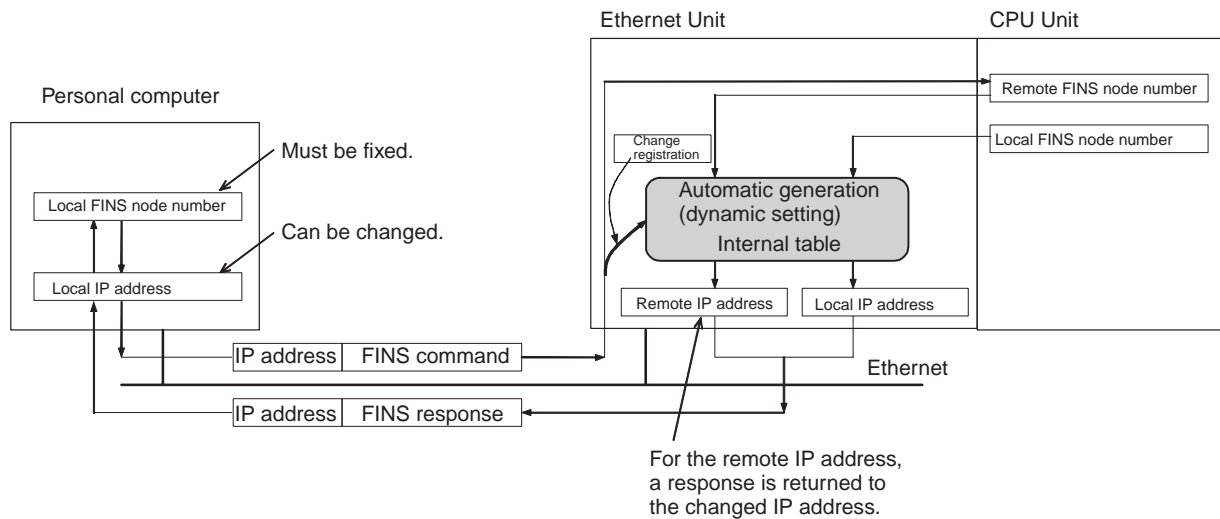 Ethernet Unit
CPU Unit
Personal computer
Remote FINS node number
Must be fixed.
Change
registration
Local FINS node number
Automatic generation
(dynamic setting)
Internal table
Local FINS node number
Can be changed.
Local IP address
Remote IP address
Local IP address
IP address
FINS command
Ethernet
IP address
FINS response
For the remote IP address,
a response is returned to
the changed IP address.